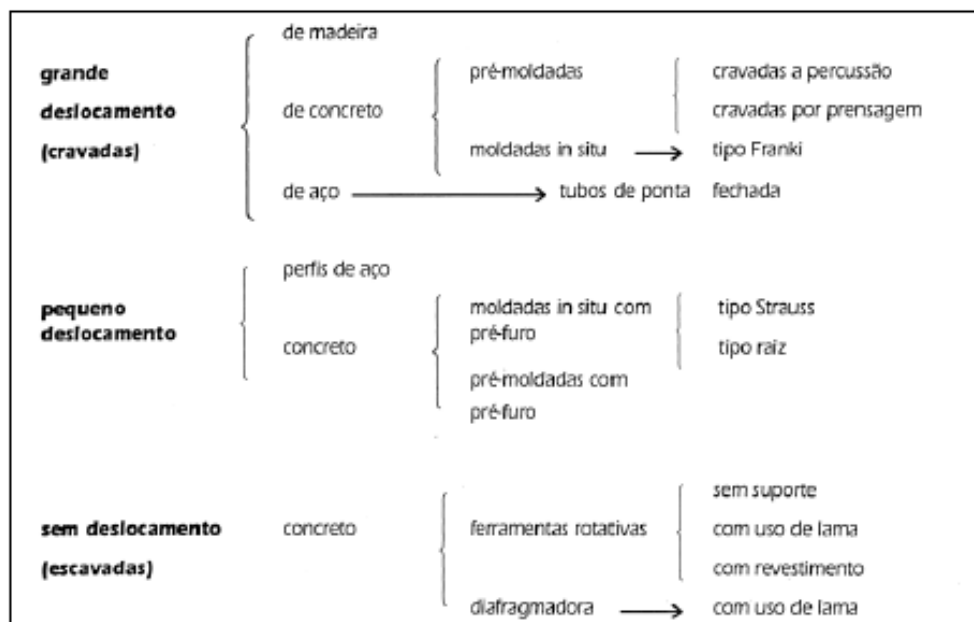 de madeira
grande
deslocamento
(cravadas)
de concreto
pré-moldadas
cravadas a percussão
cravadas por prensagem
moldadas in situ
tipo Franki
de aço
tubos de ponta fechada
perfis de aço
pequeno
deslocamento
concreto
moldadas in situ com
pré-furo
tipo Strauss
tipo raiz
pré-moldadas com
pré-furo
sem deslocamento
(escavadas)
concreto
ferramentas rotativas
sem suporte
com uso de lama
com revestimento
diafragmadora
com uso de lama